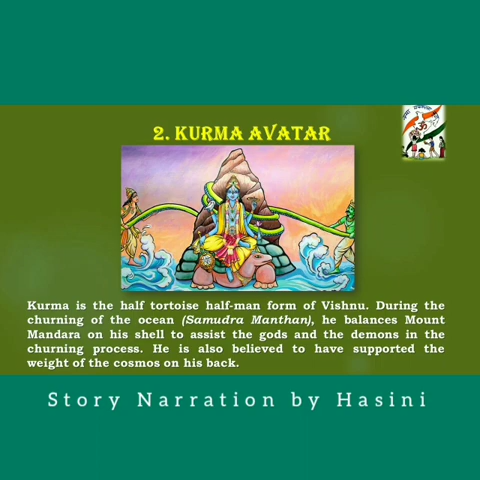 2. KURMA AVATAR
Kurma is the half tortoise half-man form of Vishnu. During the
churning of the ocean (Samudra Manthan), he balances Mount
Mandara on his shell to assist the gods and the demons in the
churning process. He is also believed to have supported the
weight of the cosmos on his back.
Story Narration by Hasini